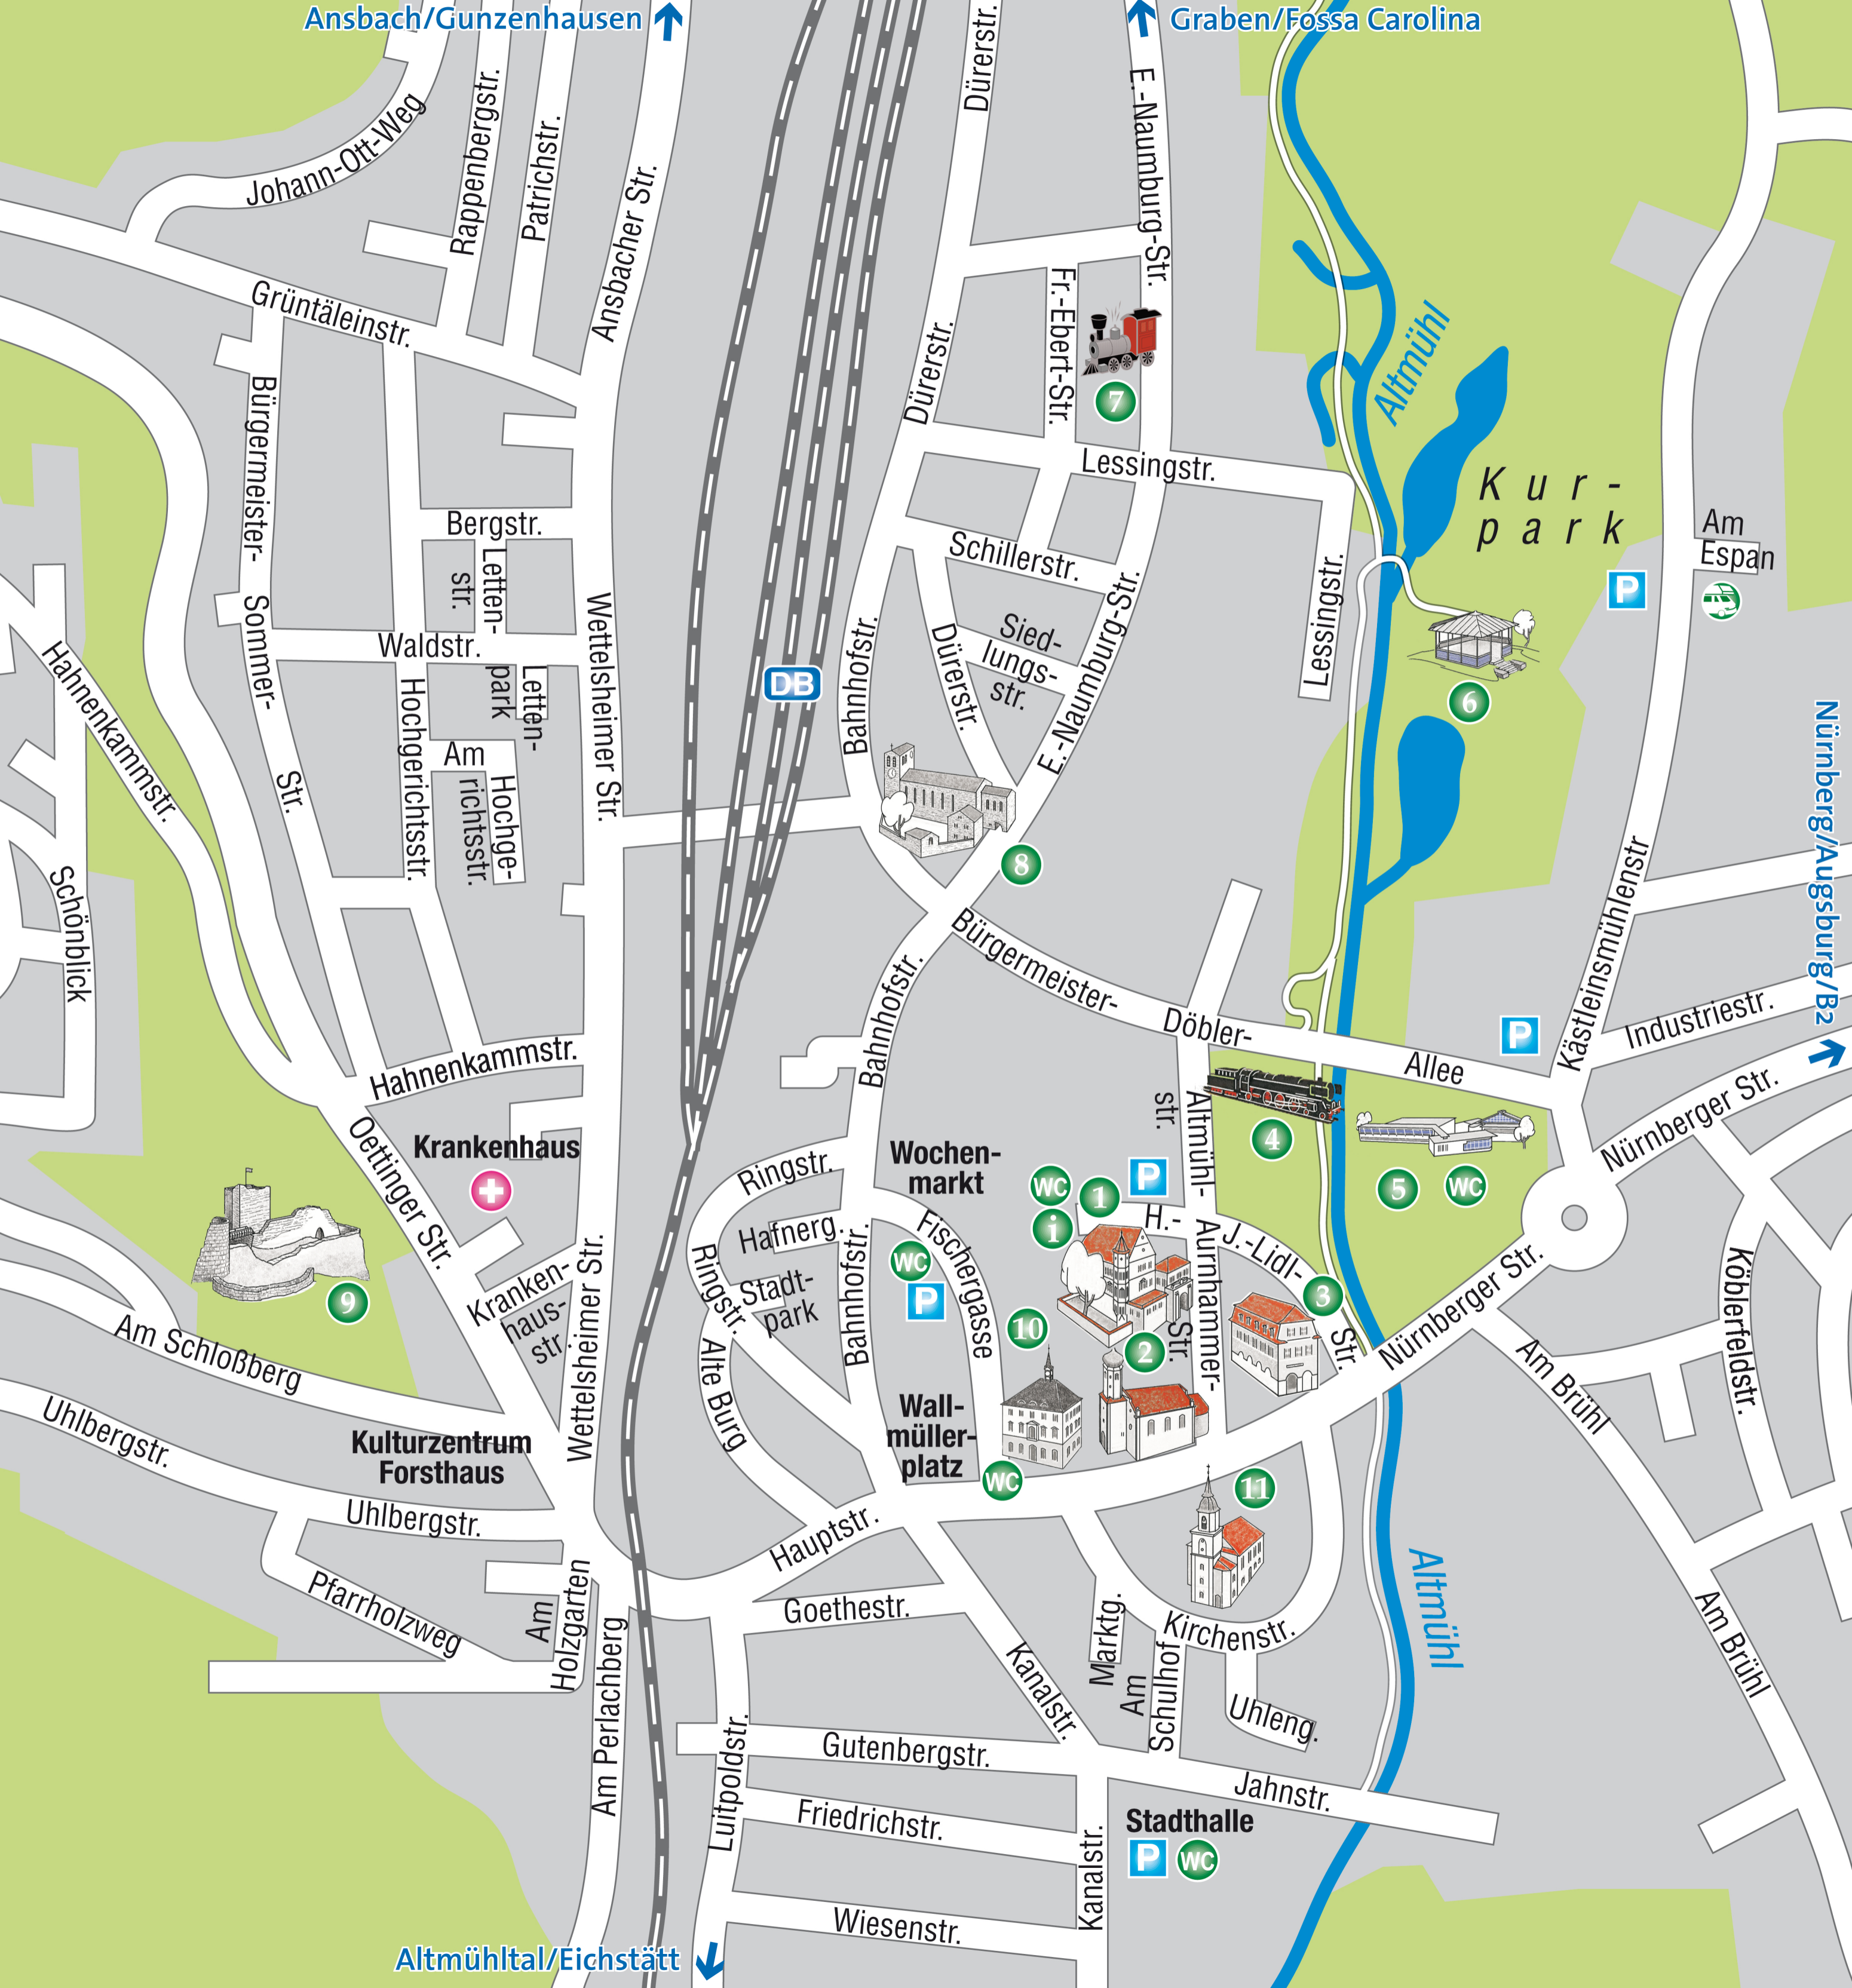 Ansbach/Gunzenhausen
Graben/Fossa Carolina
Dürerstr.
E.-Naumburg-Str.
Johann-Ott-Weg
Rappenbergstr.
Patrichstr.
Ansbacher Str.
Grüntäleinstr.
Altmühl
Fr.-Ebert-Str.
7
Dürerstr.
Bürgermeister-
Sommer-
Str.
Lessingstr.
Kur-
park
Bergstr.
Letten-
str.
Am
Espan
P
Schillerstr.
Lessingstr.
Wettelsheimer Str.
Waldstr.
Letten-
park
Hahnenkammstr.
Hochgerichtsstr.
Am
Hochge-
richtsstr.
DB
Bahnhofstr.
Dürerstr.
Sied-
lungs-
str.
E.-Naumburg-Str.
6
Nürnberg/Augsburg/B2
8
Schönblick
Kästleinsmühlenstr
Bürgermeister-
Döbler-
Allee
P
Industriestr.
Bahnhofstr.
Hahnenkammstr.
Nürnberger Str.
Oettinger Str.
Krankenhaus
Altmühl-
str.
4
5
WC
Ringstr.
Wochen-
markt
WC
1
P
i
H.-
J.-Lidl-
Str.
Hafnerg.
Fischergasse
WC
P
Aurnhammer-
Str.
Ringstr.
Stadt-
park
Bahnhofstr.
Kranken-
haus-
str.
Wettelsheimer Str.
9
3
10
2
Nürnberger Str.
Köblerfeldstr.
Am Schloßberg
Alte Burg
Am Brühl
Uhlbergstr.
Kulturzentrum
Forsthaus
Wall-
müller-
platz
WC
11
Uhlbergstr.
Hauptstr.
Altmühl
Pfarrholzweg
Am
Holzgarten
Am Perlachberg
Goethestr.
Marktg.
Kirchenstr.
Am Brühl
Kanalstr.
Am
Schulhof
Uhleng.
Luitpoldstr.
Gutenbergstr.
Jahnstr.
Friedrichstr.
Stadthalle
P
WC
Kanalstr.
Wiesenstr.
Altmühltal/Eichstätt